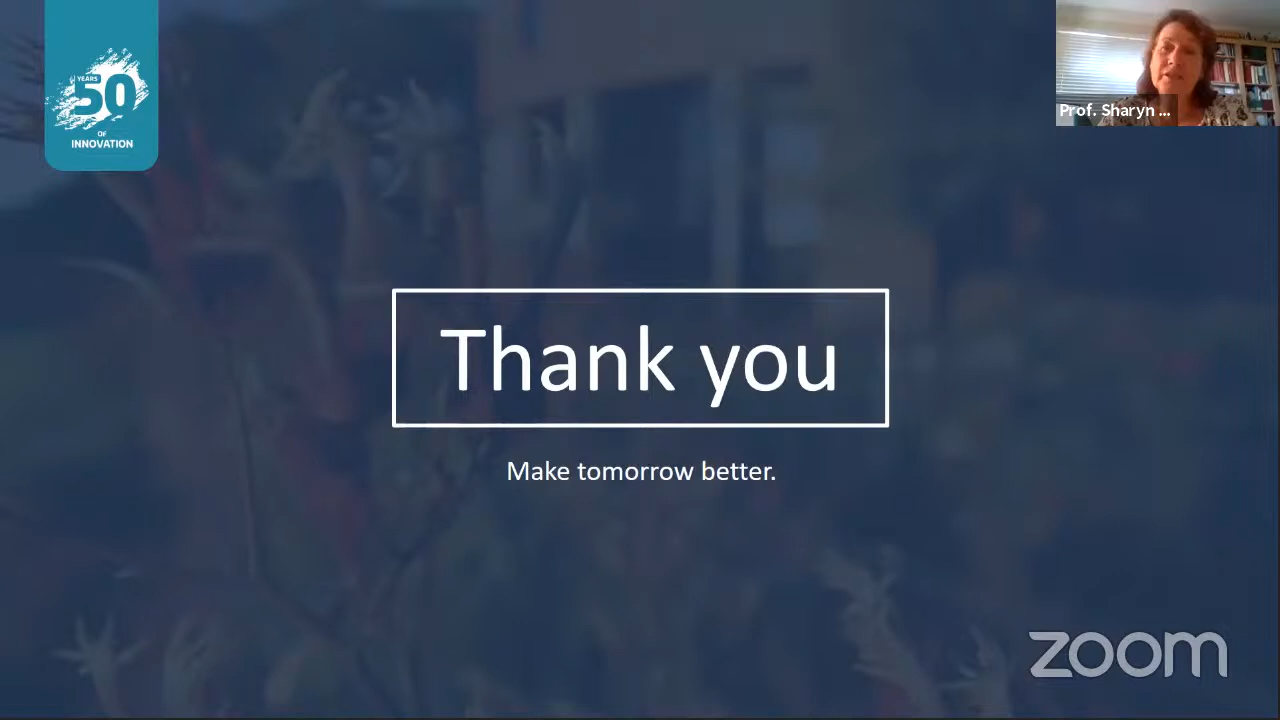 YEARS
50
OF
INNOVATION
Prof. Sharyn ...
Thank you
Make tomorrow better.
zoom